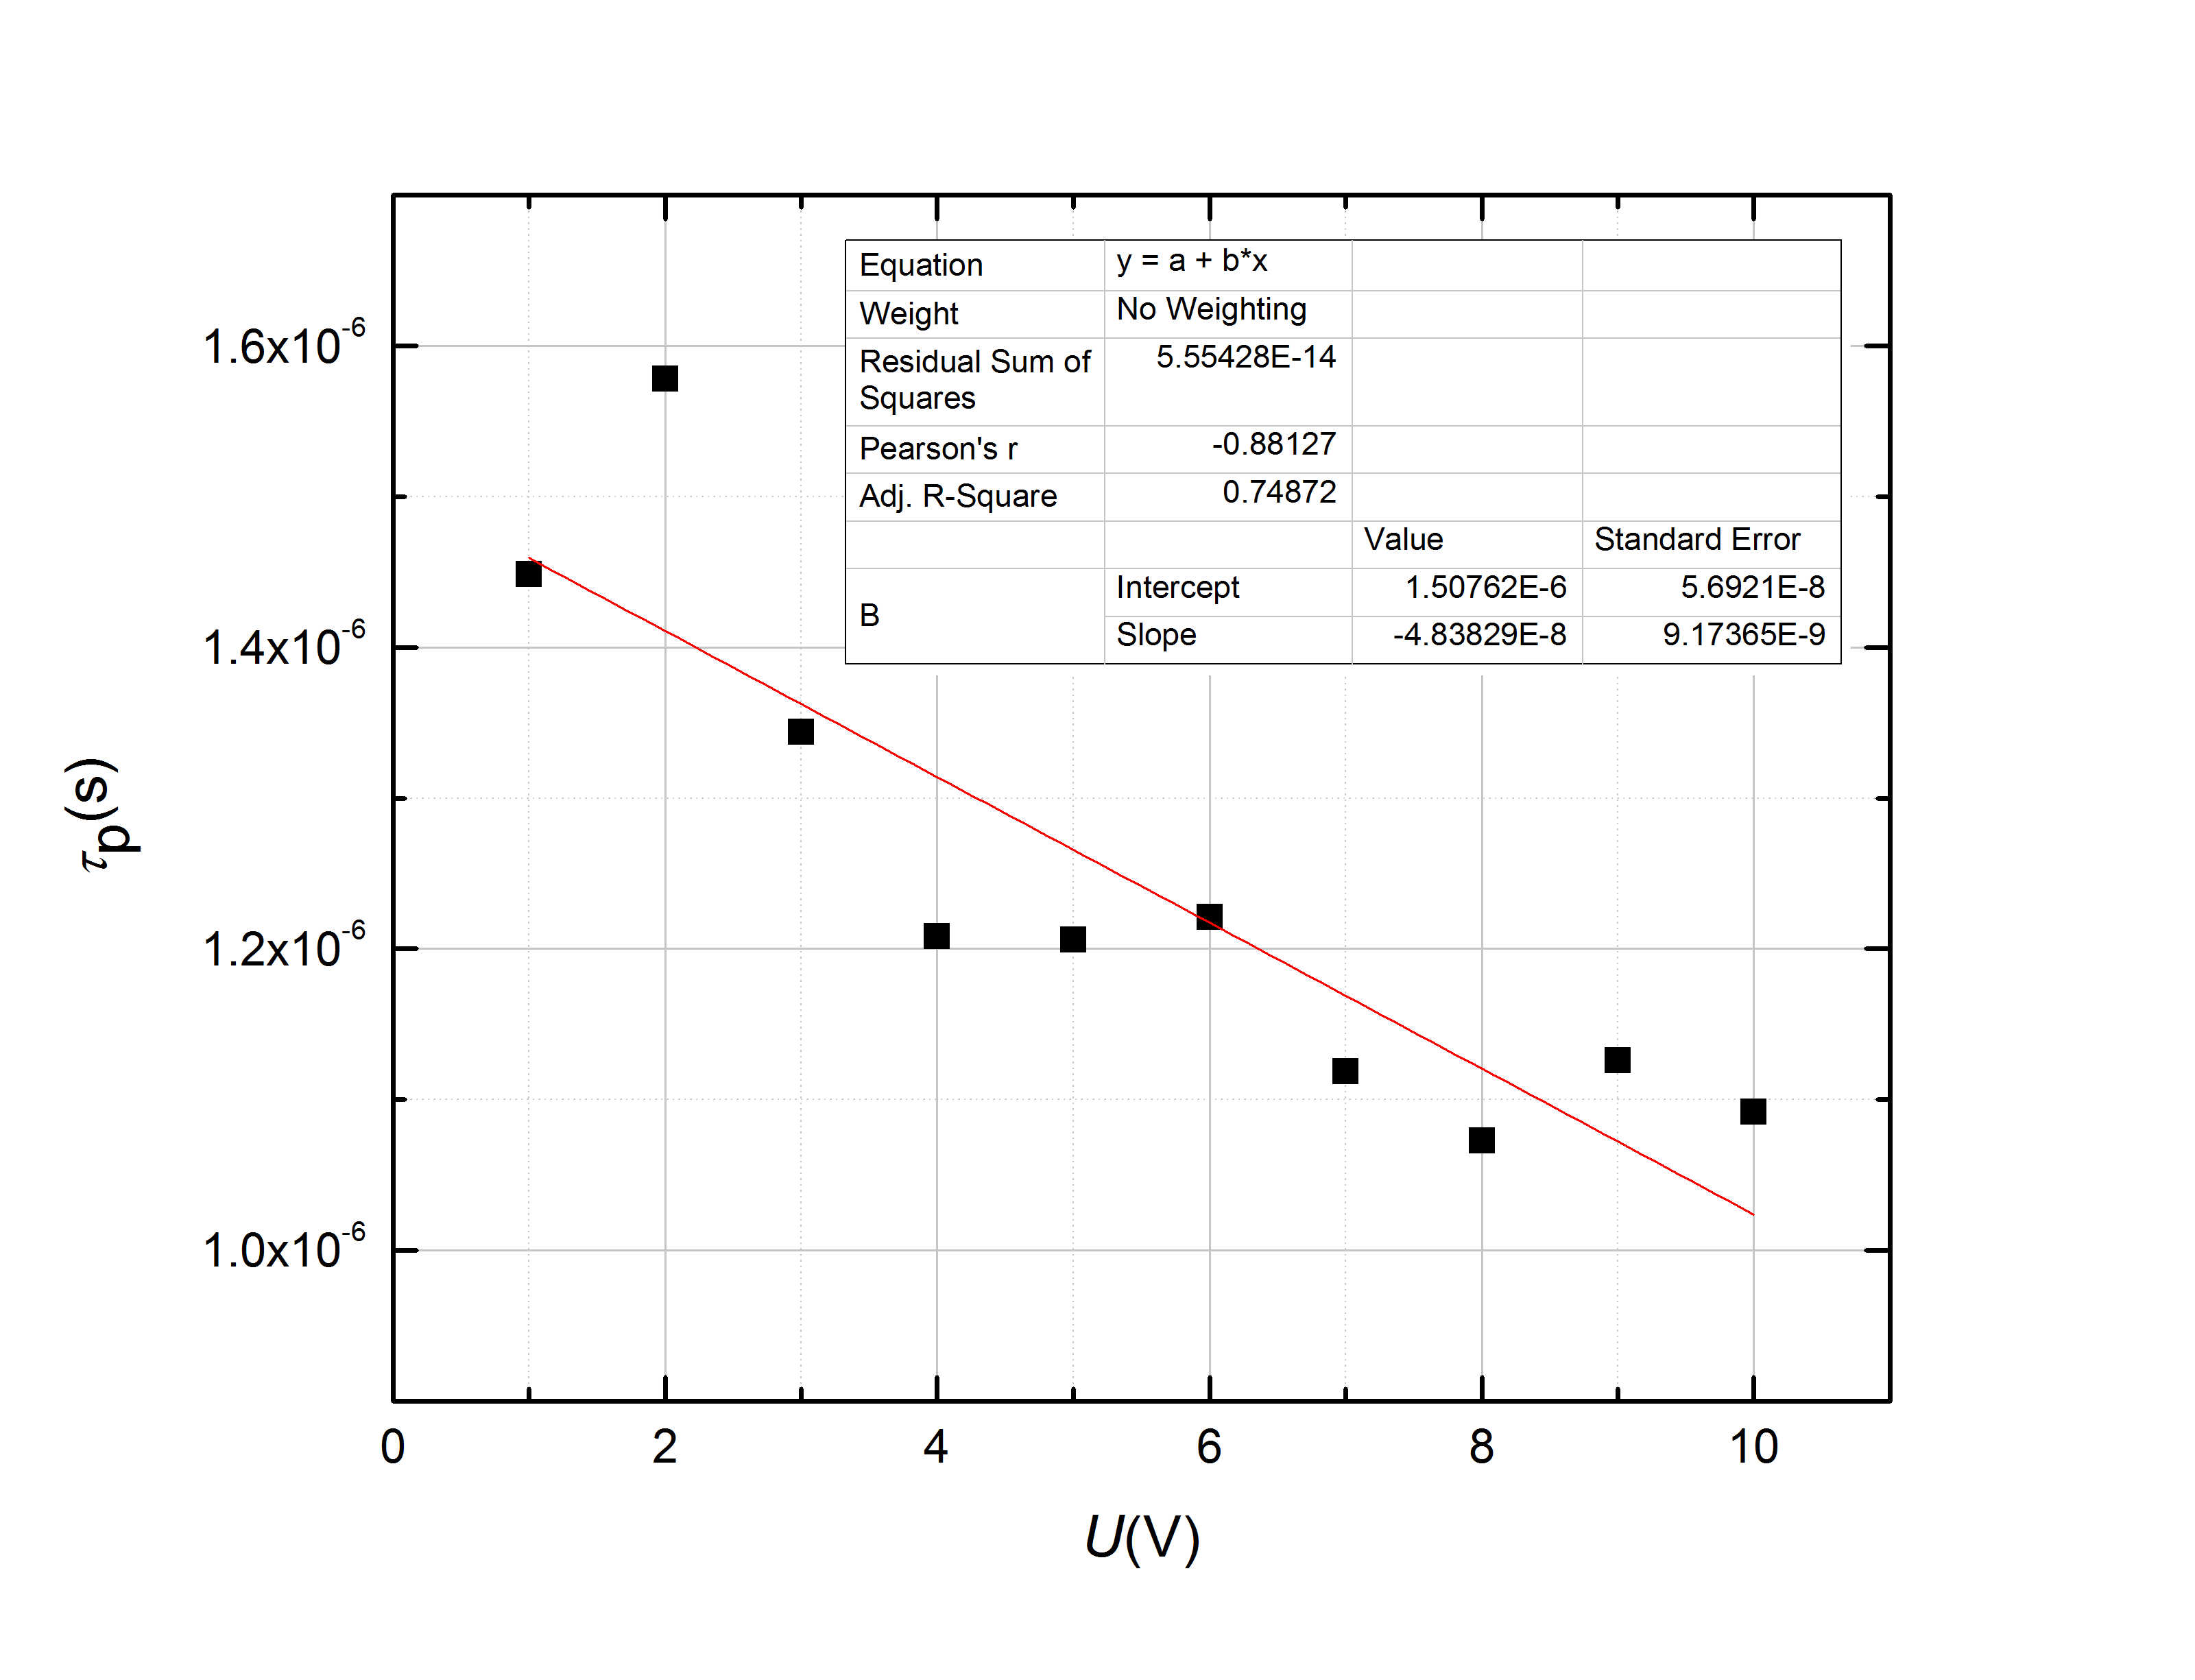 Equation y = a + b*x
Weight No Weighting
Residual Sum of Squares 5.55428E-14
Pearson's r -0.88127
Adj. R-Square 0.74872
Value Standard Error
B Intercept 1.50762E-6 5.6921E-8
Slope -4.83829E-8 9.17365E-9
1.6x10⁻⁶
1.4x10⁻⁶
1.2x10⁻⁶
1.0x10⁻⁶
τp(s)
0 2 4 6 8 10
U(V)